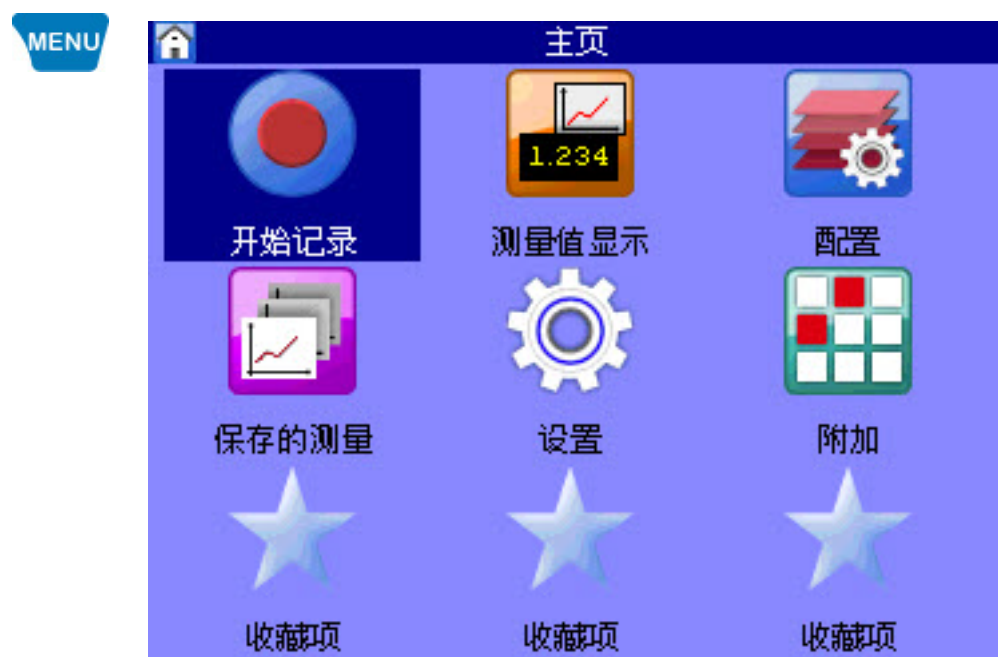 MENU
主页
1.234
开始记录
测量值显示
配置
保存的测量
设置
附加
收藏项
收藏项
收藏项